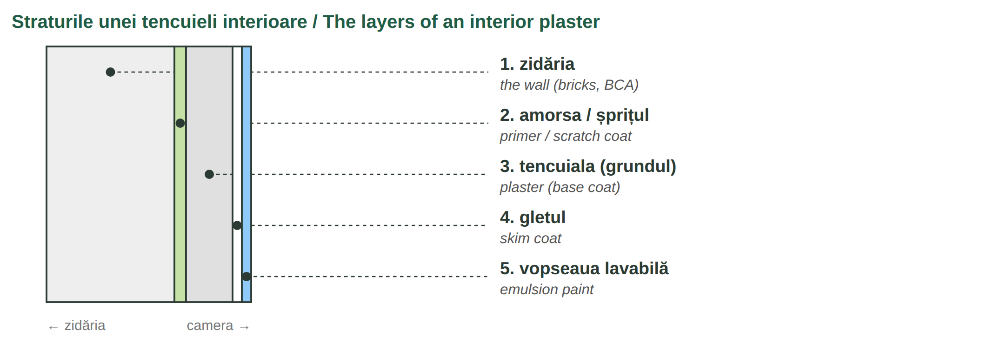 Straturile unei tencuieli interioare / The layers of an interior plaster
1. zidăria
the wall (bricks, BCA)
2. amorsa / șprițul
primer / scratch coat
3. tencuiala (grundul)
plaster (base coat)
4. gletul
skim coat
5. vopseaua lavabilă
emulsion paint
← zidăria
camera →